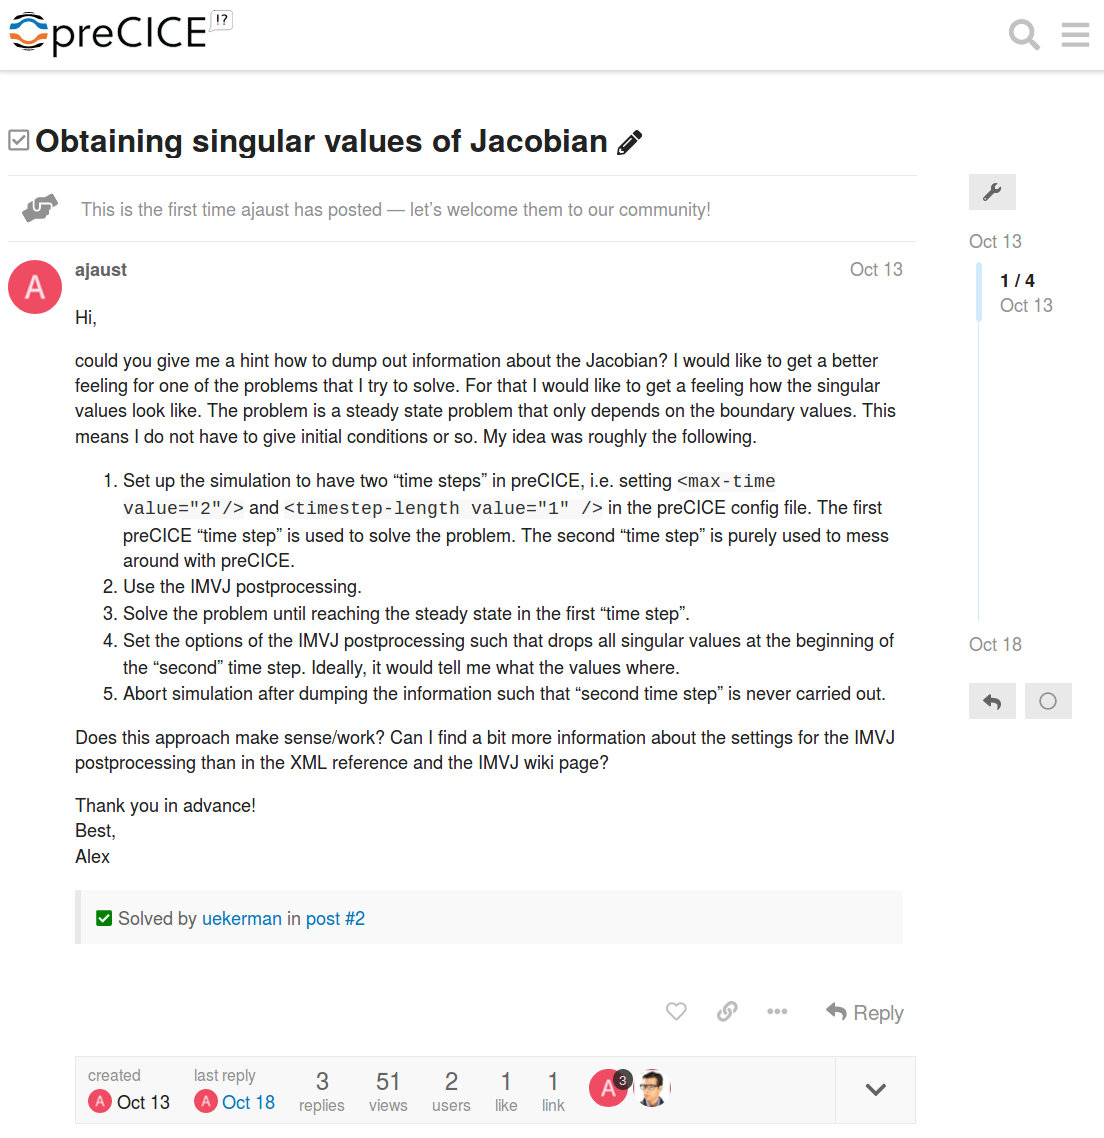 preCICE !?
Obtaining singular values of Jacobian
This is the first time ajaust has posted — let’s welcome them to our community!
A
ajaust
Oct 13
Hi,
could you give me a hint how to dump out information about the Jacobian? I would like to get a better
feeling for one of the problems that I try to solve. For that I would like to get a feeling how the singular
values look like. The problem is a steady state problem that only depends on the boundary values. This
means I do not have to give initial conditions or so. My idea was roughly the following.
1. Set up the simulation to have two “time steps” in preCICE, i.e. setting <max-time
value="2"/> and <timestep-length value="1" /> in the preCICE config file. The first
preCICE “time step” is used to solve the problem. The second “time step” is purely used to mess
around with preCICE.
2. Use the IMVJ postprocessing.
3. Solve the problem until reaching the steady state in the first “time step”.
4. Set the options of the IMVJ postprocessing such that drops all singular values at the beginning of
the “second” time step. Ideally, it would tell me what the values where.
5. Abort simulation after dumping the information such that “second time step” is never carried out.
Does this approach make sense/work? Can I find a bit more information about the settings for the IMVJ
postprocessing than in the XML reference and the IMVJ wiki page?
Thank you in advance!
Best,
Alex
Solved by uekerman in post #2
Reply
created
A Oct 13
last reply
A Oct 18
3
replies
51
views
2
users
1
like
1
link
A 3
Oct 13
1 / 4
Oct 13
Oct 18